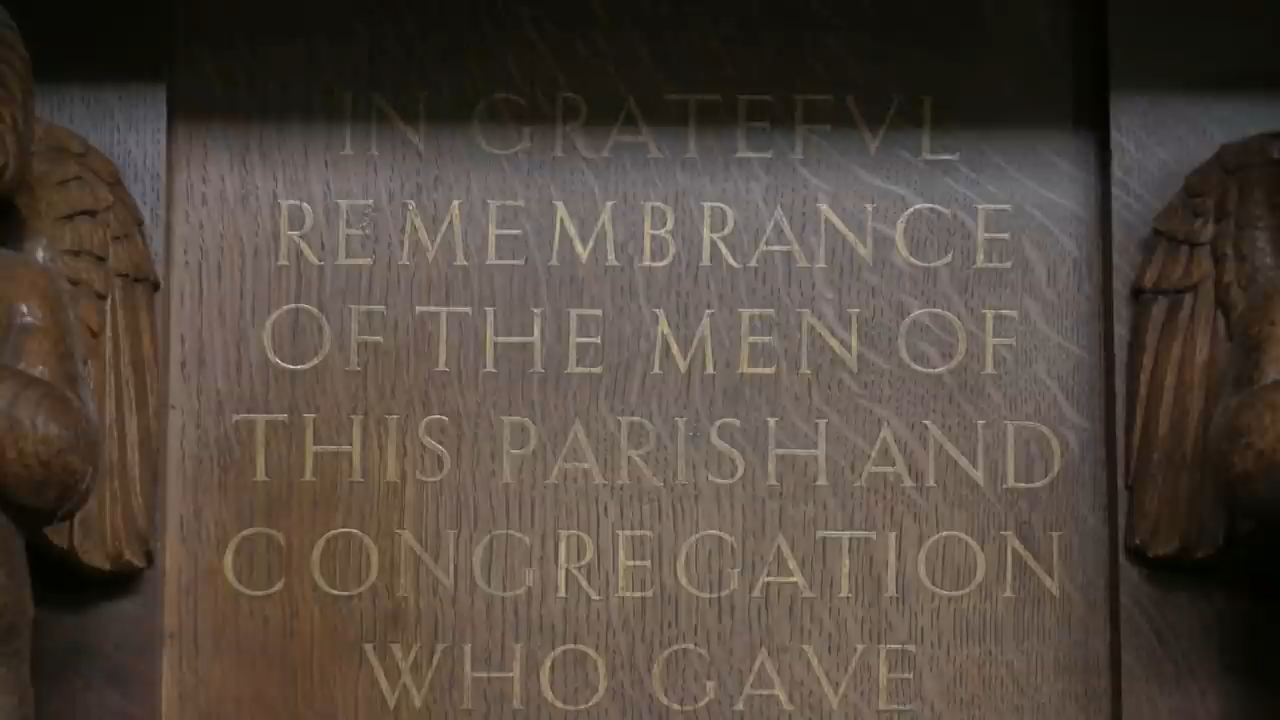 IN GRATEFVL
REMEMBRANCE
OF THE MEN OF
THIS PARISH AND
CONGREGATION
WHO GAVE